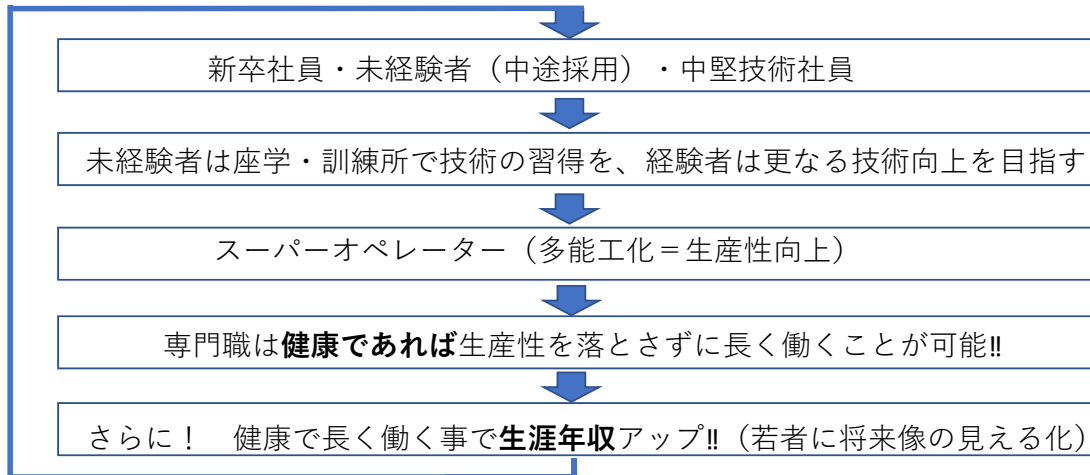 新卒社員・未経験者（中途採用）・中堅技術社員
未経験者は座学・訓練所で技術の習得を、経験者は更なる技術向上を目指す
スーパーオペレーター（多能工化＝生産性向上）
専門職は健康であれば生産性を落とさずに長く働くことが可能‼
さらに！　健康で長く働く事で生涯年収アップ‼（若者に将来像の見える化）